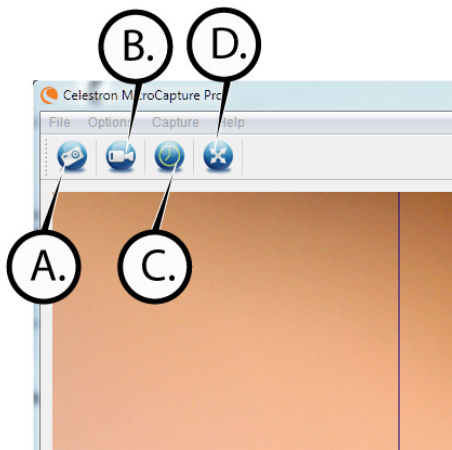 B. D.
Celestron MicroCapture Pro
File Options Capture Help
A. C.